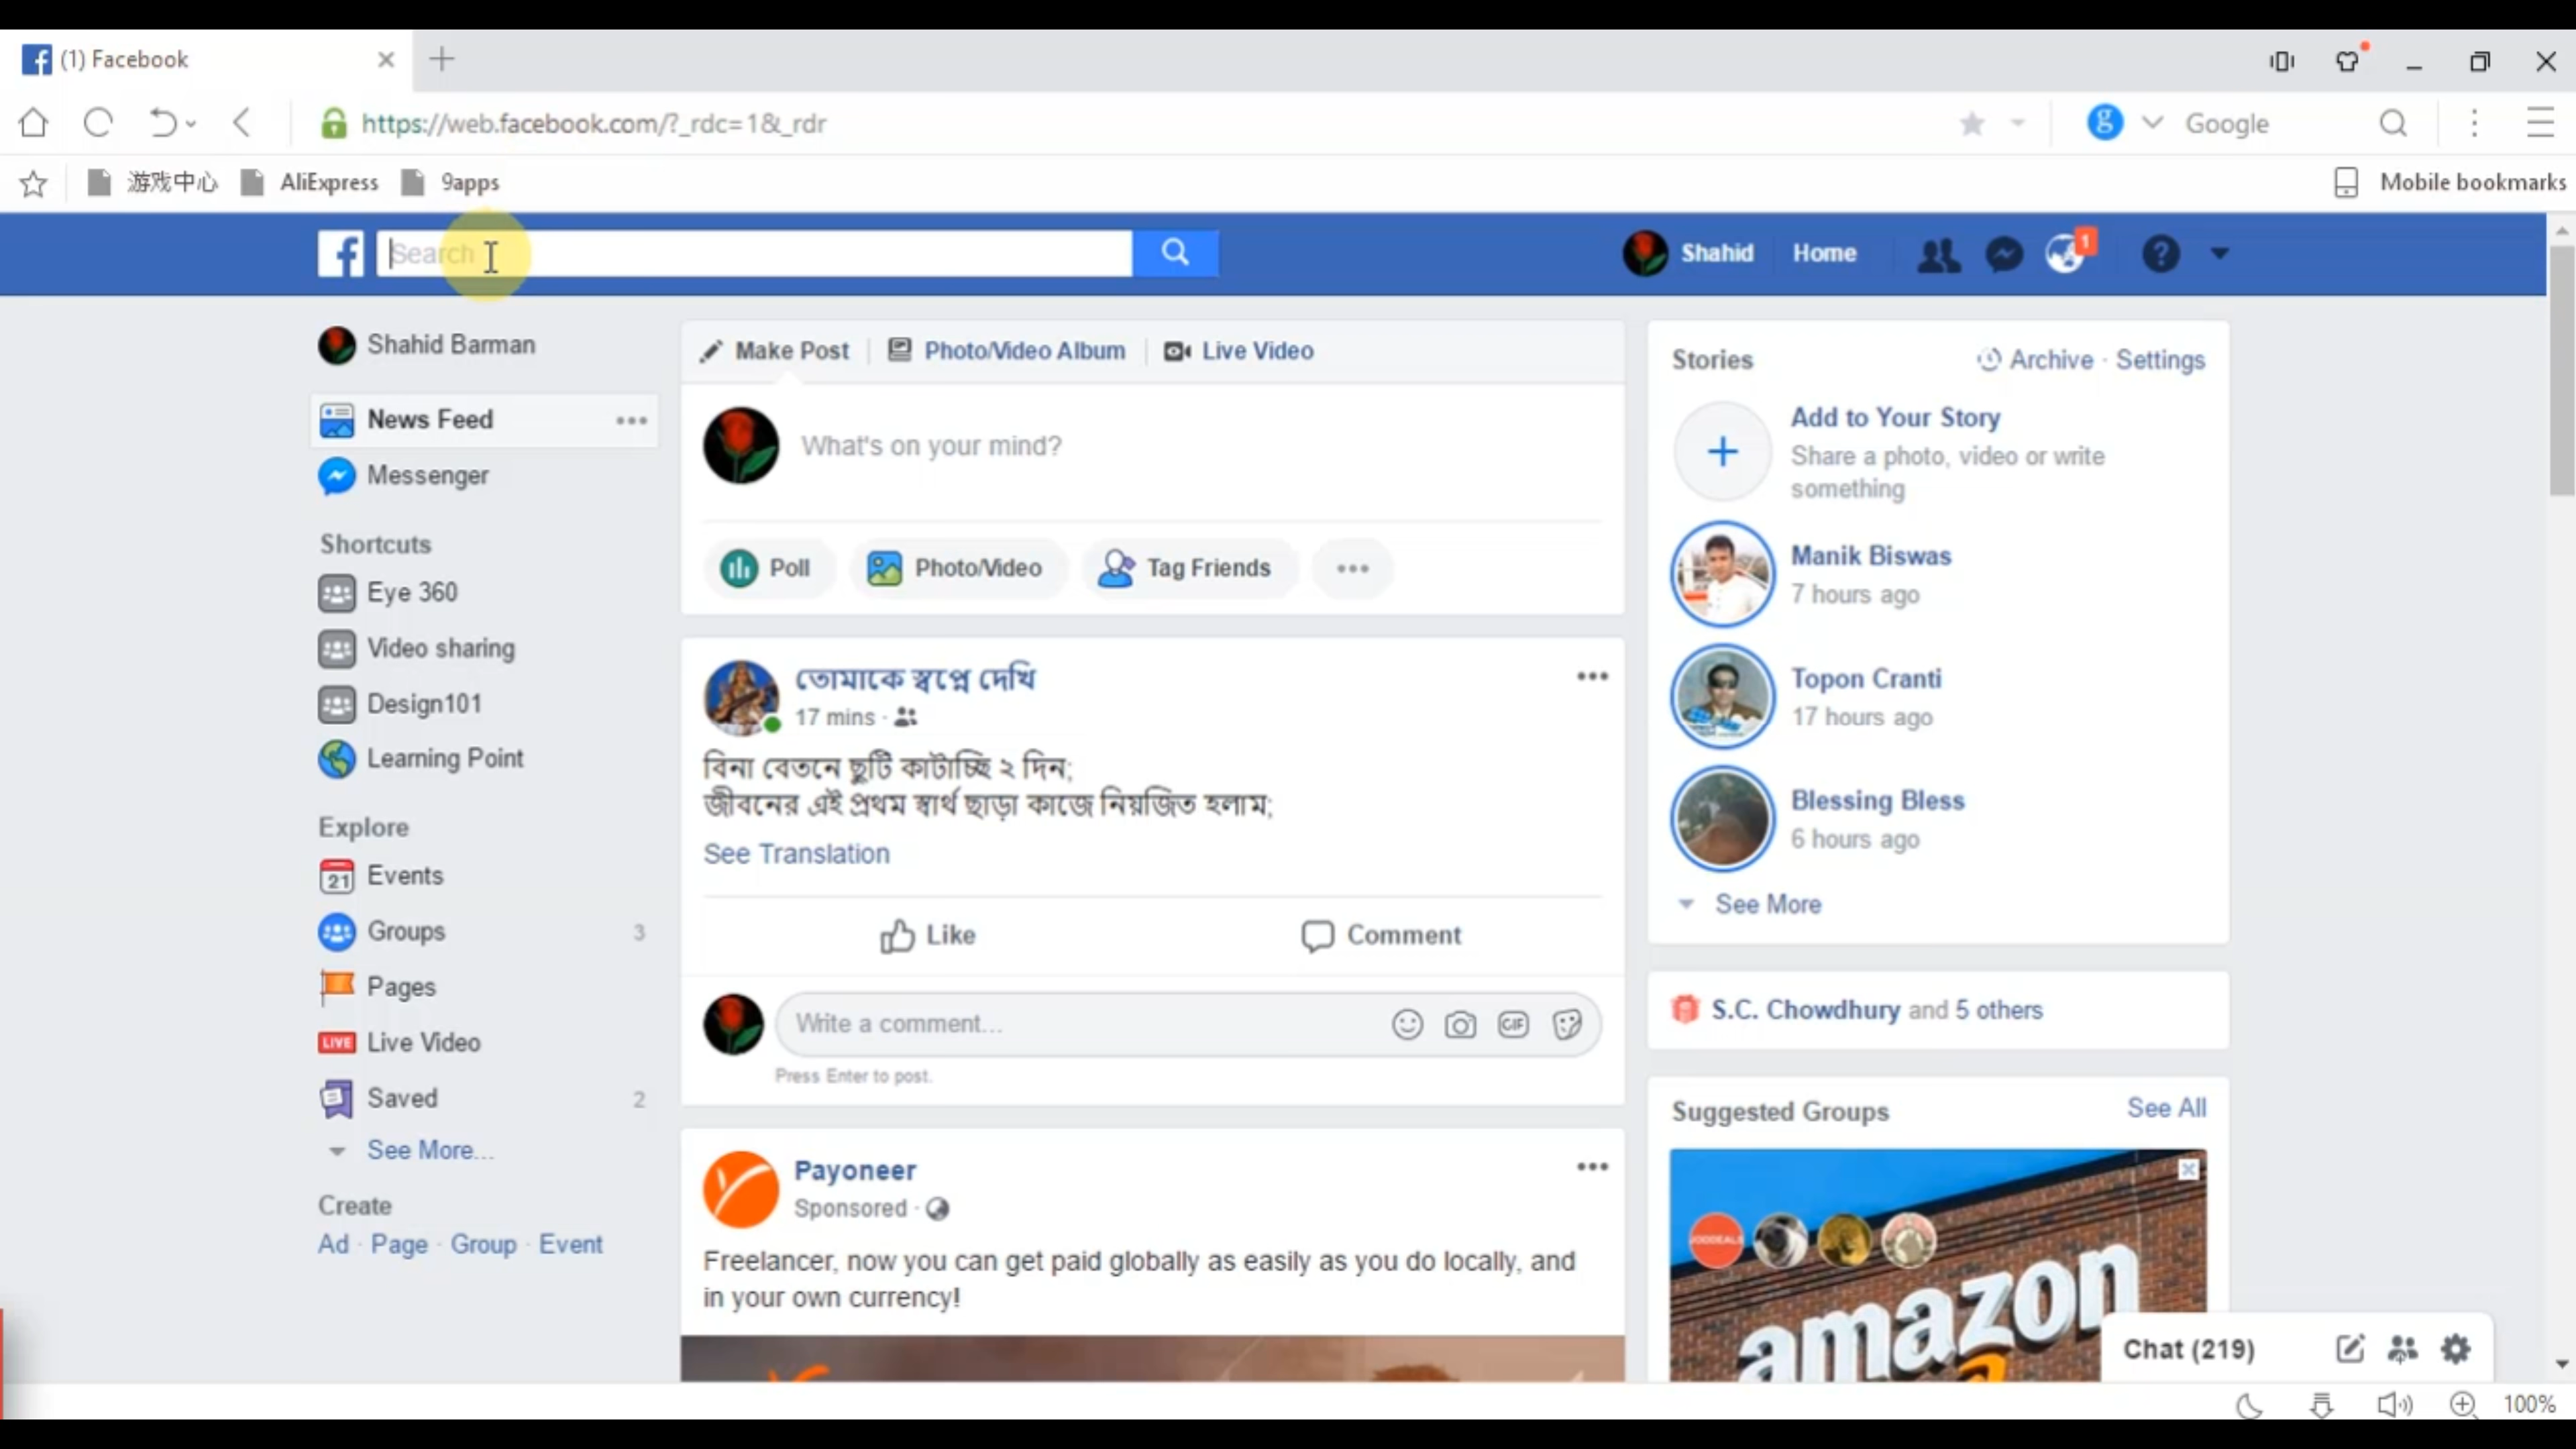 (1) Facebook
https://web.facebook.com/?_rdc=1&_rdr
Google
游戏中心 AliExpress 9apps
Mobile bookmarks
Search
Shahid Home 1
Shahid Barman
News Feed
Messenger
Shortcuts
Eye 360
Video sharing
Design101
Learning Point
Explore
21 Events
Groups 3
Pages
LIVE Live Video
Saved 2
See More...
Create
Ad · Page · Group · Event
Make Post Photo/Video Album Live Video
What's on your mind?
Poll Photo/Video Tag Friends
তোমাকে স্বপ্নে দেখি
17 mins ·
বিনা বেতনে ছুটি কাটাচ্ছি ২ দিন;
জীবনের এই প্রথম স্বার্থ ছাড়া কাজে নিয়জিত হলাম;
See Translation
Like Comment
Write a comment...
GIF
Press Enter to post.
Payoneer
Sponsored ·
Freelancer, now you can get paid globally as easily as you do locally, and
in your own currency!
Stories Archive · Settings
Add to Your Story
Share a photo, video or write
something
Manik Biswas
7 hours ago
Topon Cranti
17 hours ago
Blessing Bless
6 hours ago
See More
S.C. Chowdhury and 5 others
Suggested Groups See All
amazon
Chat (219)
100%